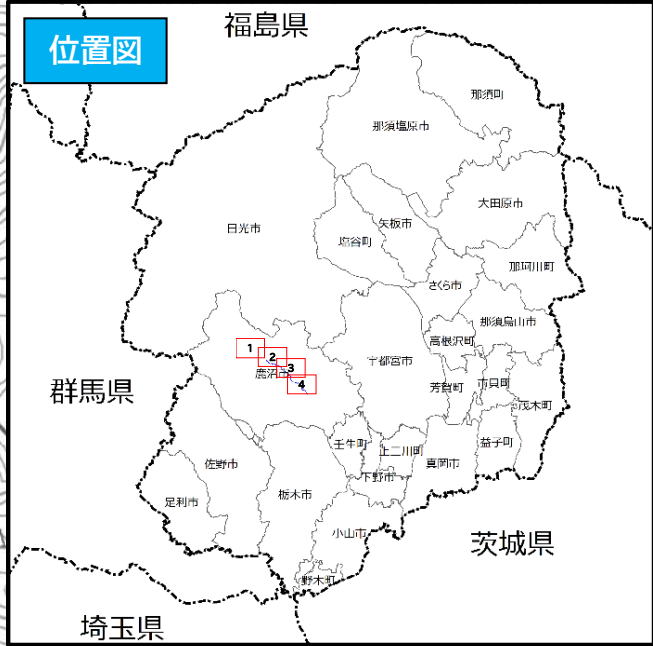 福島県
位置図
那須町
那須塩原市
大田原市
矢板市
日光市
塩谷町
那珂川町
さくら市
那須烏山市
高根沢町
1
2
宇都宮市
3
鹿沼市
芳賀町
市貝町
4
群馬県
茂木町
壬生町
上三川町
益子町
佐野市
真岡市
下野市
栃木市
足利市
小山市
茨城県
野木町
埼玉県